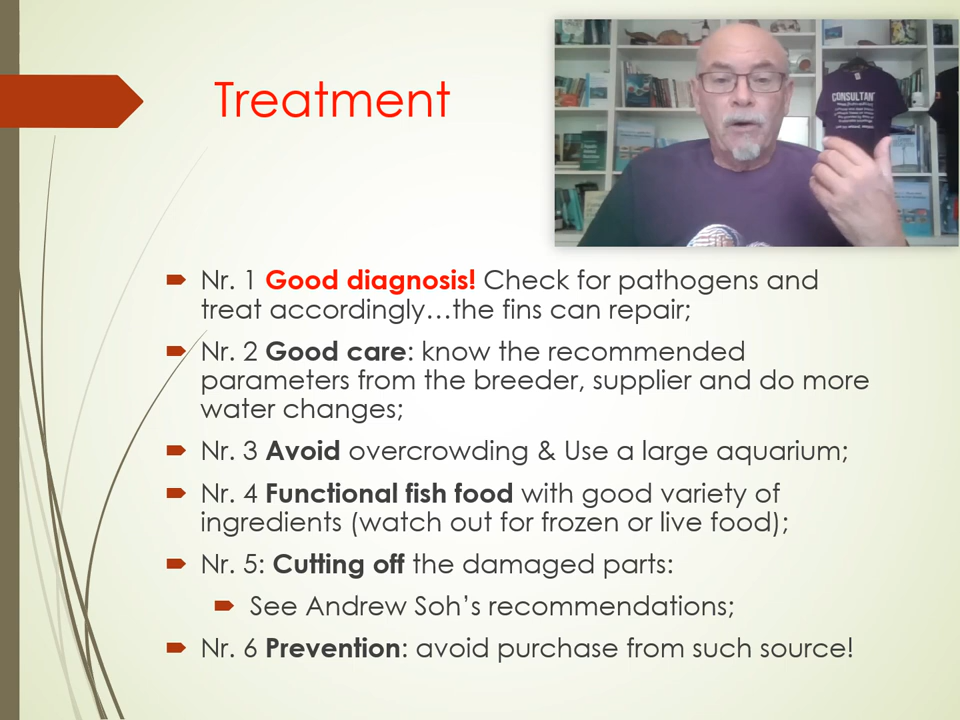 Treatment
CONSULTANT
Nr. 1 Good diagnosis! Check for pathogens and
treat accordingly…the fins can repair;
Nr. 2 Good care: know the recommended
parameters from the breeder, supplier and do more
water changes;
Nr. 3 Avoid overcrowding & Use a large aquarium;
Nr. 4 Functional fish food with good variety of
ingredients (watch out for frozen or live food);
Nr. 5: Cutting off the damaged parts:
See Andrew Soh's recommendations;
Nr. 6 Prevention: avoid purchase from such source!